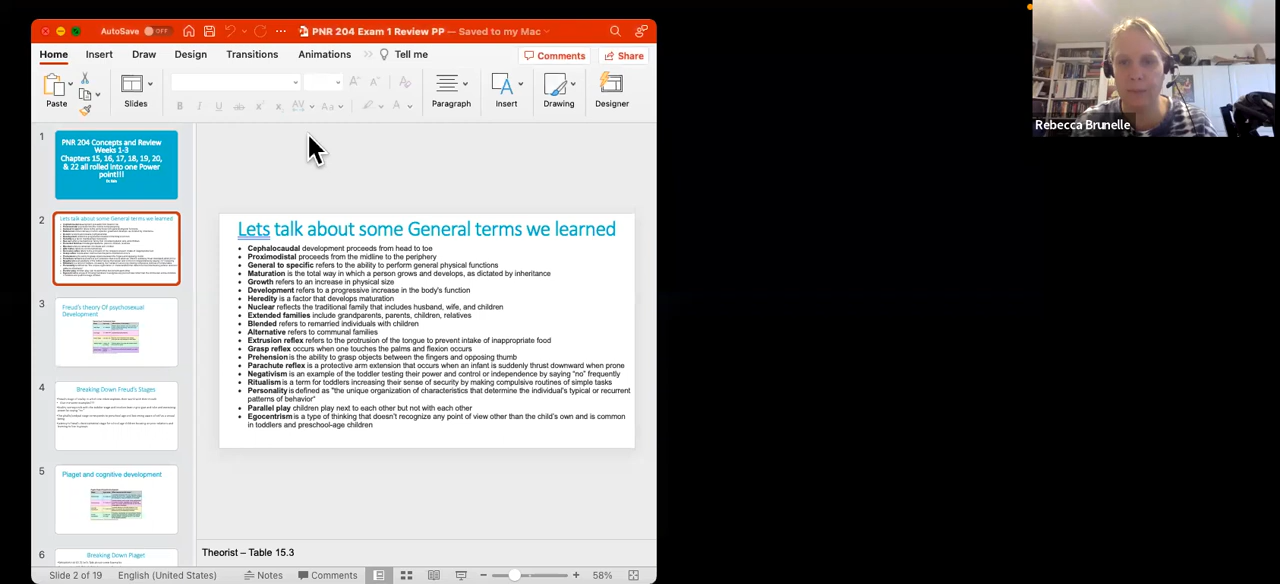 AutoSave OFF PNR 204 Exam 1 Review PP — Saved to my Mac
Home Insert Draw Design Transitions Animations Tell me Comments Share
Paste Slides Paragraph Insert Drawing Designer
Rebecca Brunelle
1
PNR 204 Concepts and Review
Weeks 1-3
Chapters 15, 16, 17, 18, 19, 20,
& 22 all rolled into one Power
point!!!
2
Lets talk about some General terms we learned
3
Freud's theory Of psychosexual
Development
4
Breaking Down Freud's Stages
5
Piaget and cognitive development
6
Breaking Down Piaget
Lets talk about some General terms we learned
• Cephalocaudal development proceeds from head to toe
• Proximodistal proceeds from the midline to the periphery
• General to specific refers to the ability to perform general physical functions
• Maturation is the total way in which a person grows and develops, as dictated by inheritance
• Growth refers to an increase in physical size
• Development refers to a progressive increase in the body's function
• Heredity is a factor that develops maturation
• Nuclear reflects the traditional family that includes husband, wife, and children
• Extended families include grandparents, parents, children, relatives
• Blended refers to remarried individuals with children
• Alternative refers to communal families
• Extrusion reflex refers to the protrusion of the tongue to prevent intake of inappropriate food
• Grasp reflex occurs when one touches the palms and flexion occurs
• Prehension is the ability to grasp objects between the fingers and opposing thumb
• Parachute reflex is a protective arm extension that occurs when an infant is suddenly thrust downward when prone
• Negativism is an example of the toddler testing their power and control or independence by saying "no" frequently
• Ritualism is a term for toddlers increasing their sense of security by making compulsive routines of simple tasks
• Personality is defined as "the unique organization of characteristics that determine the individual's typical or recurrent
patterns of behavior"
• Parallel play children play next to each other but not with each other
• Egocentrism is a type of thinking that doesn't recognize any point of view other than the child's own and is common
in toddlers and preschool-age children
Theorist – Table 15.3
Slide 2 of 19 English (United States) Notes Comments 58%